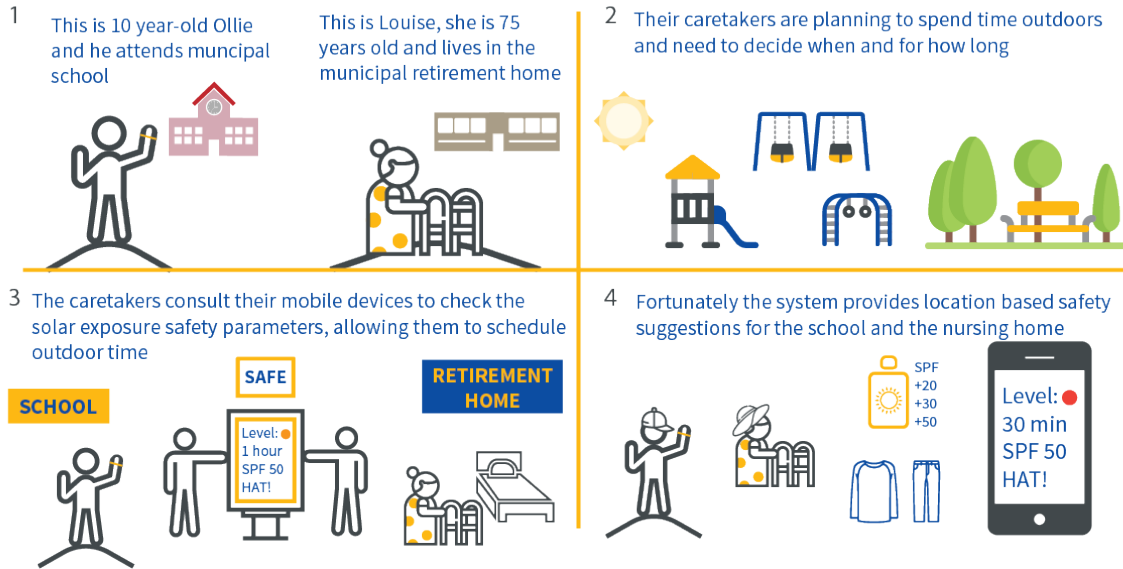 1
This is 10 year-old Ollie
and he attends muncipal
school
This is Louise, she is 75
years old and lives in the
municipal retirement home
2
Their caretakers are planning to spend time outdoors
and need to decide when and for how long
3
The caretakers consult their mobile devices to check the
solar exposure safety parameters, allowing them to schedule
outdoor time
SCHOOL
SAFE
Level:
1 hour
SPF 50
HAT!
RETIREMENT
HOME
4
Fortunately the system provides location based safety
suggestions for the school and the nursing home
SPF
+20
+30
+50
Level:
30 min
SPF 50
HAT!